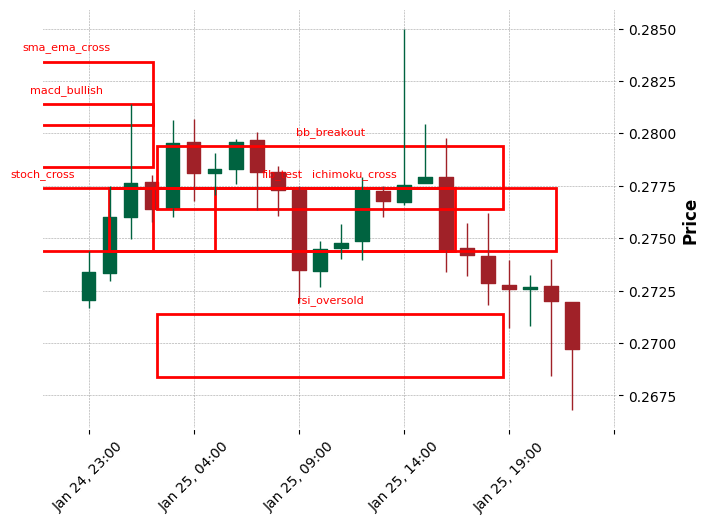 sma_ema_cross
macd_bullish
bb_breakout
stoch_cross
ichimoku_cross
rsi_oversold
0.2850
0.2825
0.2800
0.2775
0.2750
0.2725
0.2700
0.2675
Price
Jan 24, 23:00
Jan 25, 04:00
Jan 25, 09:00
Jan 25, 14:00
Jan 25, 19:00